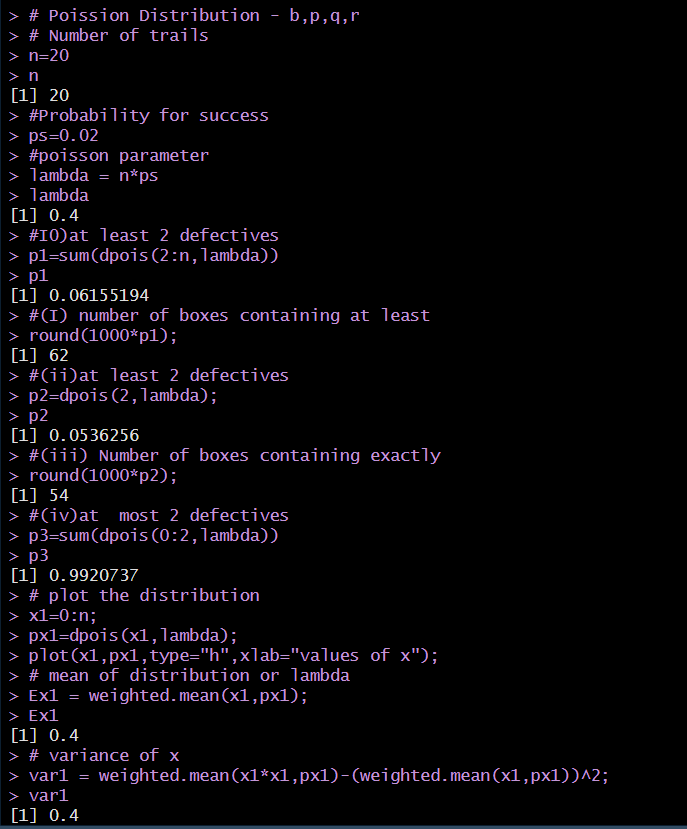 > # Poission Distribution - b,p,q,r
> # Number of trails
> n=20
> n
[1] 20
> #Probability for success
> ps=0.02
> #poisson parameter
> lambda = n*ps
> lambda
[1] 0.4
> #I0)at least 2 defectives
> p1=sum(dpois(2:n,lambda))
> p1
[1] 0.06155194
> #(I) number of boxes containing at least
> round(1000*p1);
[1] 62
> #(ii)at least 2 defectives
> p2=dpois(2,lambda);
> p2
[1] 0.0536256
> #(iii) Number of boxes containing exactly
> round(1000*p2);
[1] 54
> #(iv)at  most 2 defectives
> p3=sum(dpois(0:2,lambda))
> p3
[1] 0.9920737
> # plot the distribution
> x1=0:n;
> px1=dpois(x1,lambda);
> plot(x1,px1,type="h",xlab="values of x");
> # mean of distribution or lambda
> Ex1 = weighted.mean(x1,px1);
> Ex1
[1] 0.4
> # variance of x
> var1 = weighted.mean(x1*x1,px1)-(weighted.mean(x1,px1))^2;
> var1
[1] 0.4